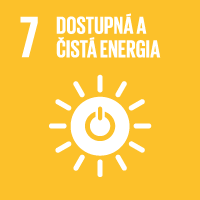 7 DOSTUPNÁ A
ČISTÁ ENERGIA